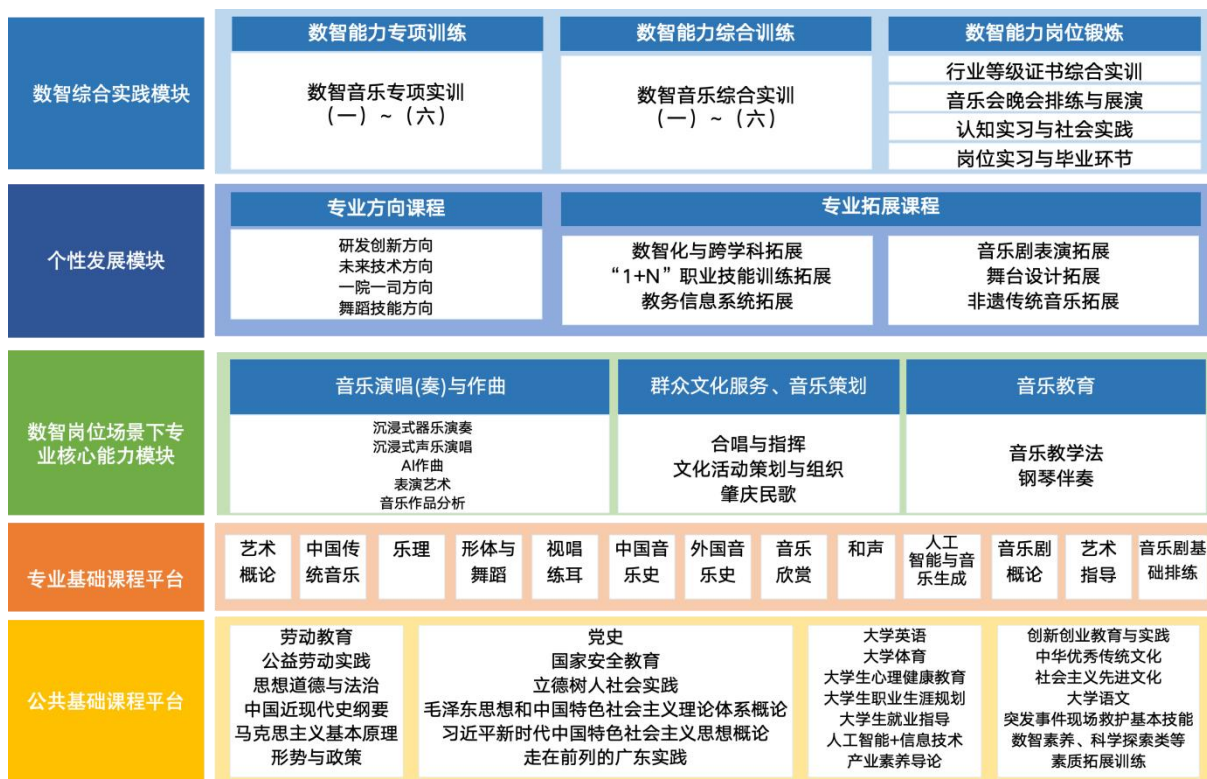 数智综合实践模块
数智能力专项训练
数智音乐专项实训
（一）~（六）
数智能力综合训练
数智音乐综合实训
（一）~（六）
数智能力岗位锻炼
行业等级证书综合实训
音乐会晚会排练与展演
认知实习与社会实践
岗位实习与毕业环节
个性发展模块
专业方向课程
研发创新方向
未来技术方向
一院一司方向
舞蹈技能方向
专业拓展课程
数智化与跨学科拓展
“1+N”职业技能训练拓展
教务信息系统拓展
音乐剧表演拓展
舞台设计拓展
非遗传统音乐拓展
数智岗位场景下专
业核心能力模块
音乐演唱(奏)与作曲
沉浸式器乐演奏
沉浸式声乐演唱
AI作曲
表演艺术
音乐作品分析
群众文化服务、音乐策划
合唱与指挥
文化活动策划与组织
肇庆民歌
音乐教育
音乐教学法
钢琴伴奏
专业基础课程平台
艺术
概论
中国传
统音乐
乐理
形体与
舞蹈
视唱
练耳
中国音
乐史
外国音
乐史
音乐
欣赏
和声
人工
智能与音
乐生成
音乐剧
概论
艺术
指导
音乐剧基
础排练
公共基础课程平台
劳动教育
公益劳动实践
思想道德与法治
中国近现代史纲要
马克思主义基本原理
形势与政策
党史
国家安全教育
立德树人社会实践
毛泽东思想和中国特色社会主义理论体系概论
习近平新时代中国特色社会主义思想概论
走在前列的广东实践
大学英语
大学体育
大学生心理健康教育
大学生职业生涯规划
大学生就业指导
人工智能+信息技术
产业素养导论
创新创业教育与实践
中华优秀传统文化
社会主义先进文化
大学语文
突发事件现场救护基本技能
数智素养、科学探索类等
素质拓展训练